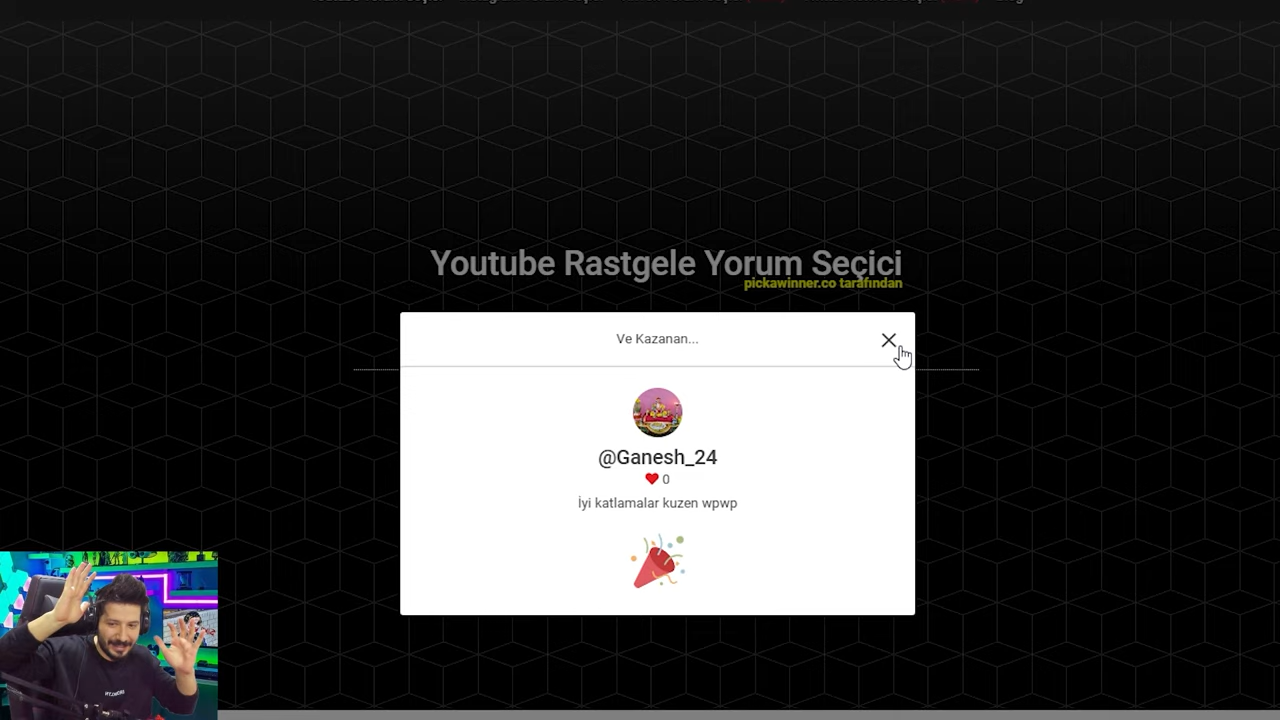 Youtube Rastgele Yorum Seçici
pickawinner.co tarafından
Ve Kazanan...
@Ganesh_24
0
İyi katlamalar kuzen wpwp